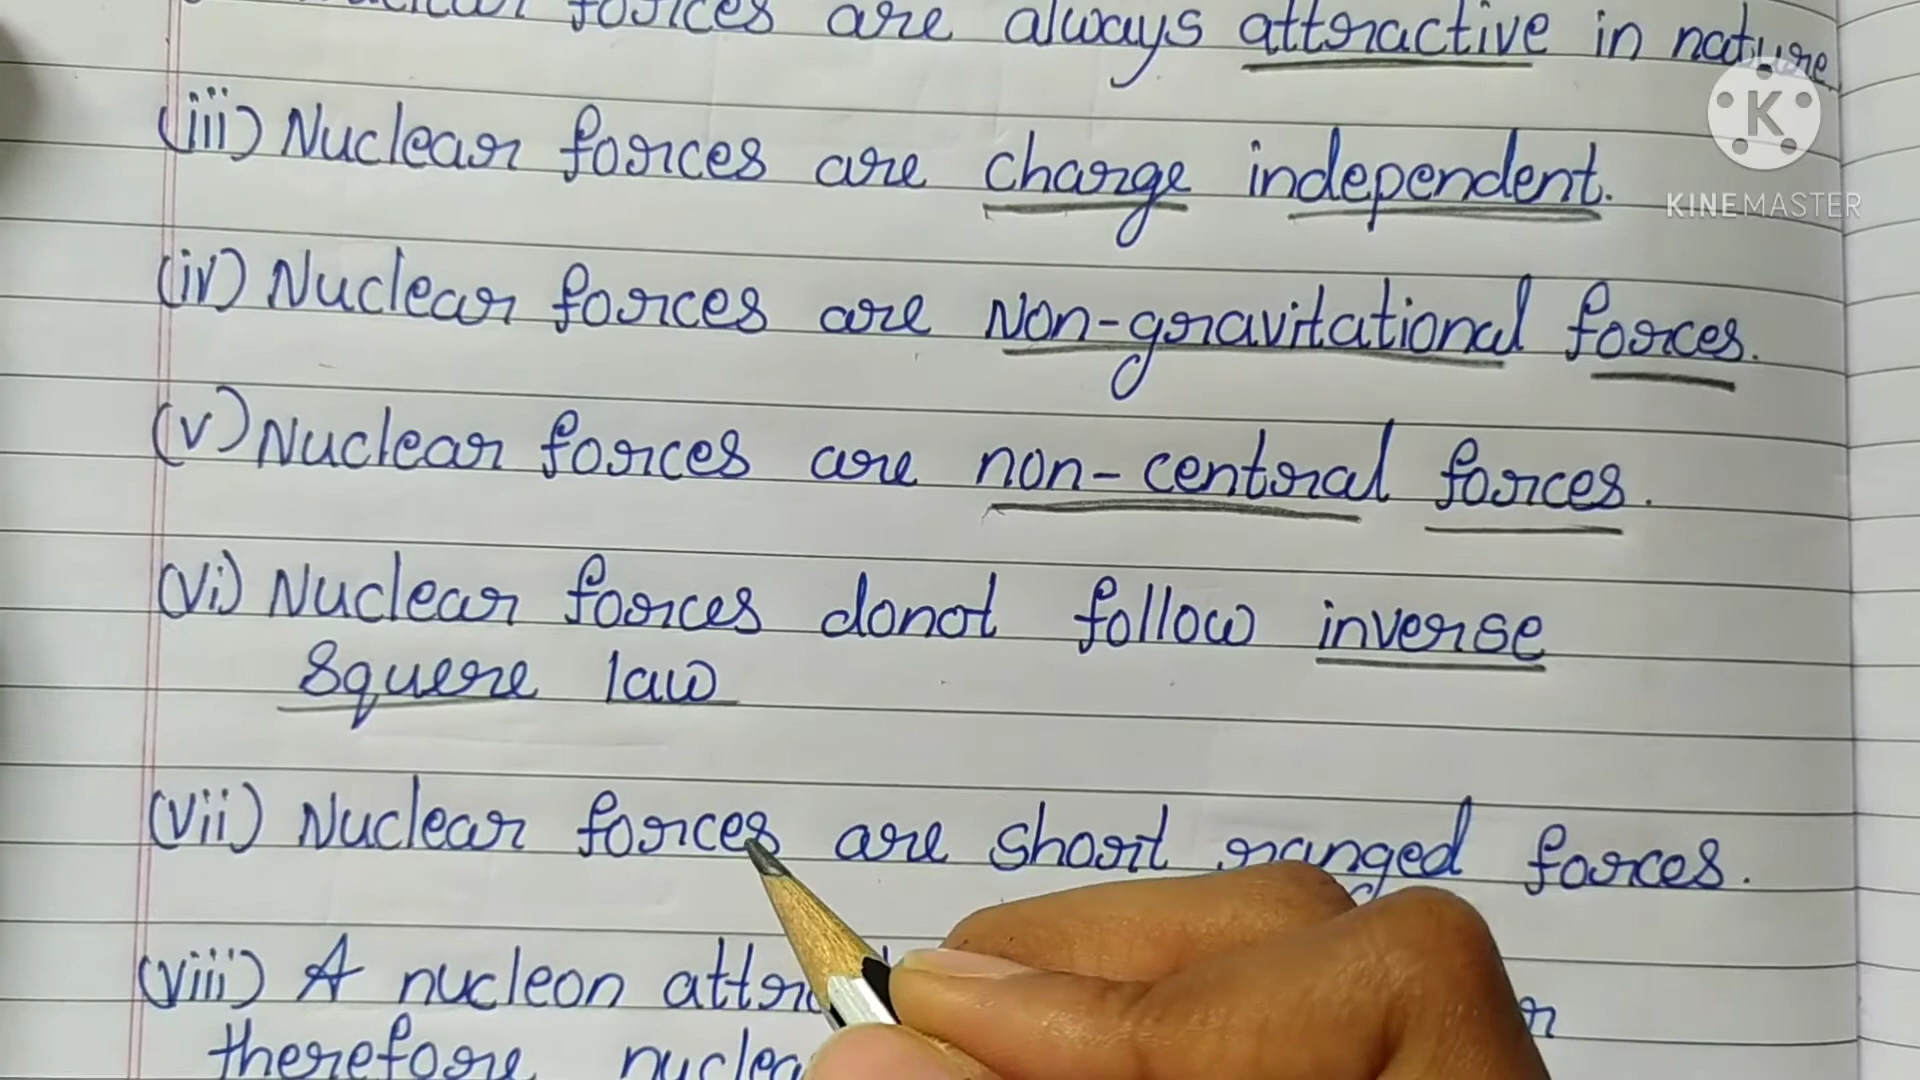 forces are always attractive in nature
(iii) Nuclear forces are charge independent.
(iv) Nuclear forces are Non-gravitational forces.
(v) Nuclear forces are non-central forces.
(vi) Nuclear forces donot follow inverse
squere law
(vii) Nuclear forces are short ranged forces.
(viii) A nucleon
therefore
K
KINEMASTER